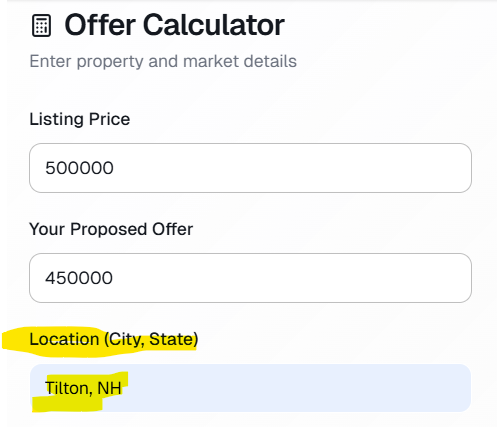 Offer Calculator
Enter property and market details
Listing Price
500000
Your Proposed Offer
450000
Location (City, State)
Tilton, NH